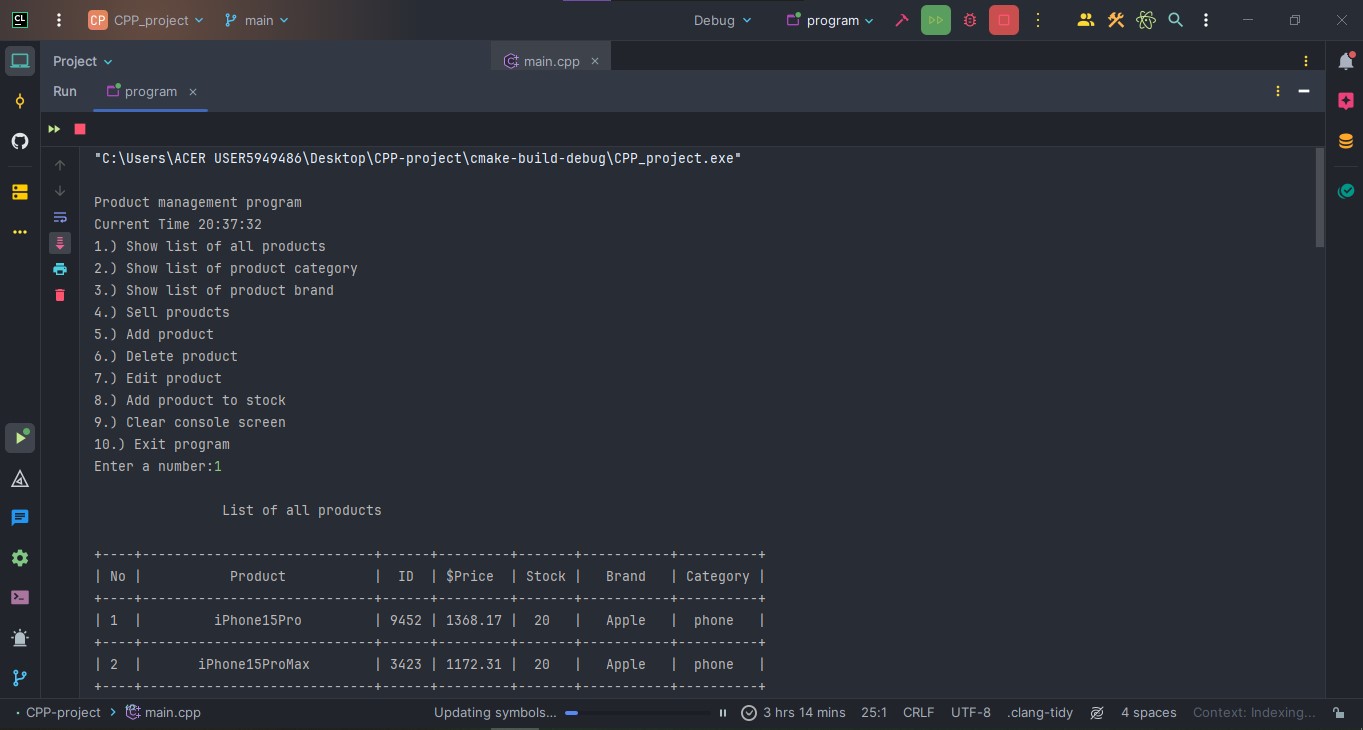 CL CP CPP_project main Debug program
Project main.cpp
Run program
"C:\Users\ACER USER5949486\Desktop\CPP-project\cmake-build-debug\CPP_project.exe"
Product management program
Current Time 20:37:32
1.) Show list of all products
2.) Show list of product category
3.) Show list of product brand
4.) Sell proudcts
5.) Add product
6.) Delete product
7.) Edit product
8.) Add product to stock
9.) Clear console screen
10.) Exit program
Enter a number:1
List of all products
+----+-----------------------------+------+---------+-------+-----------+----------+
| No | Product | ID | $Price | Stock | Brand | Category |
+----+-----------------------------+------+---------+-------+-----------+----------+
| 1 | iPhone15Pro | 9452 | 1368.17 | 20 | Apple | phone |
+----+-----------------------------+------+---------+-------+-----------+----------+
| 2 | iPhone15ProMax | 3423 | 1172.31 | 20 | Apple | phone |
+----+-----------------------------+------+---------+-------+-----------+----------+
CPP-project main.cpp Updating symbols... 3 hrs 14 mins 25:1 CRLF UTF-8 .clang-tidy 4 spaces Context: Indexing...